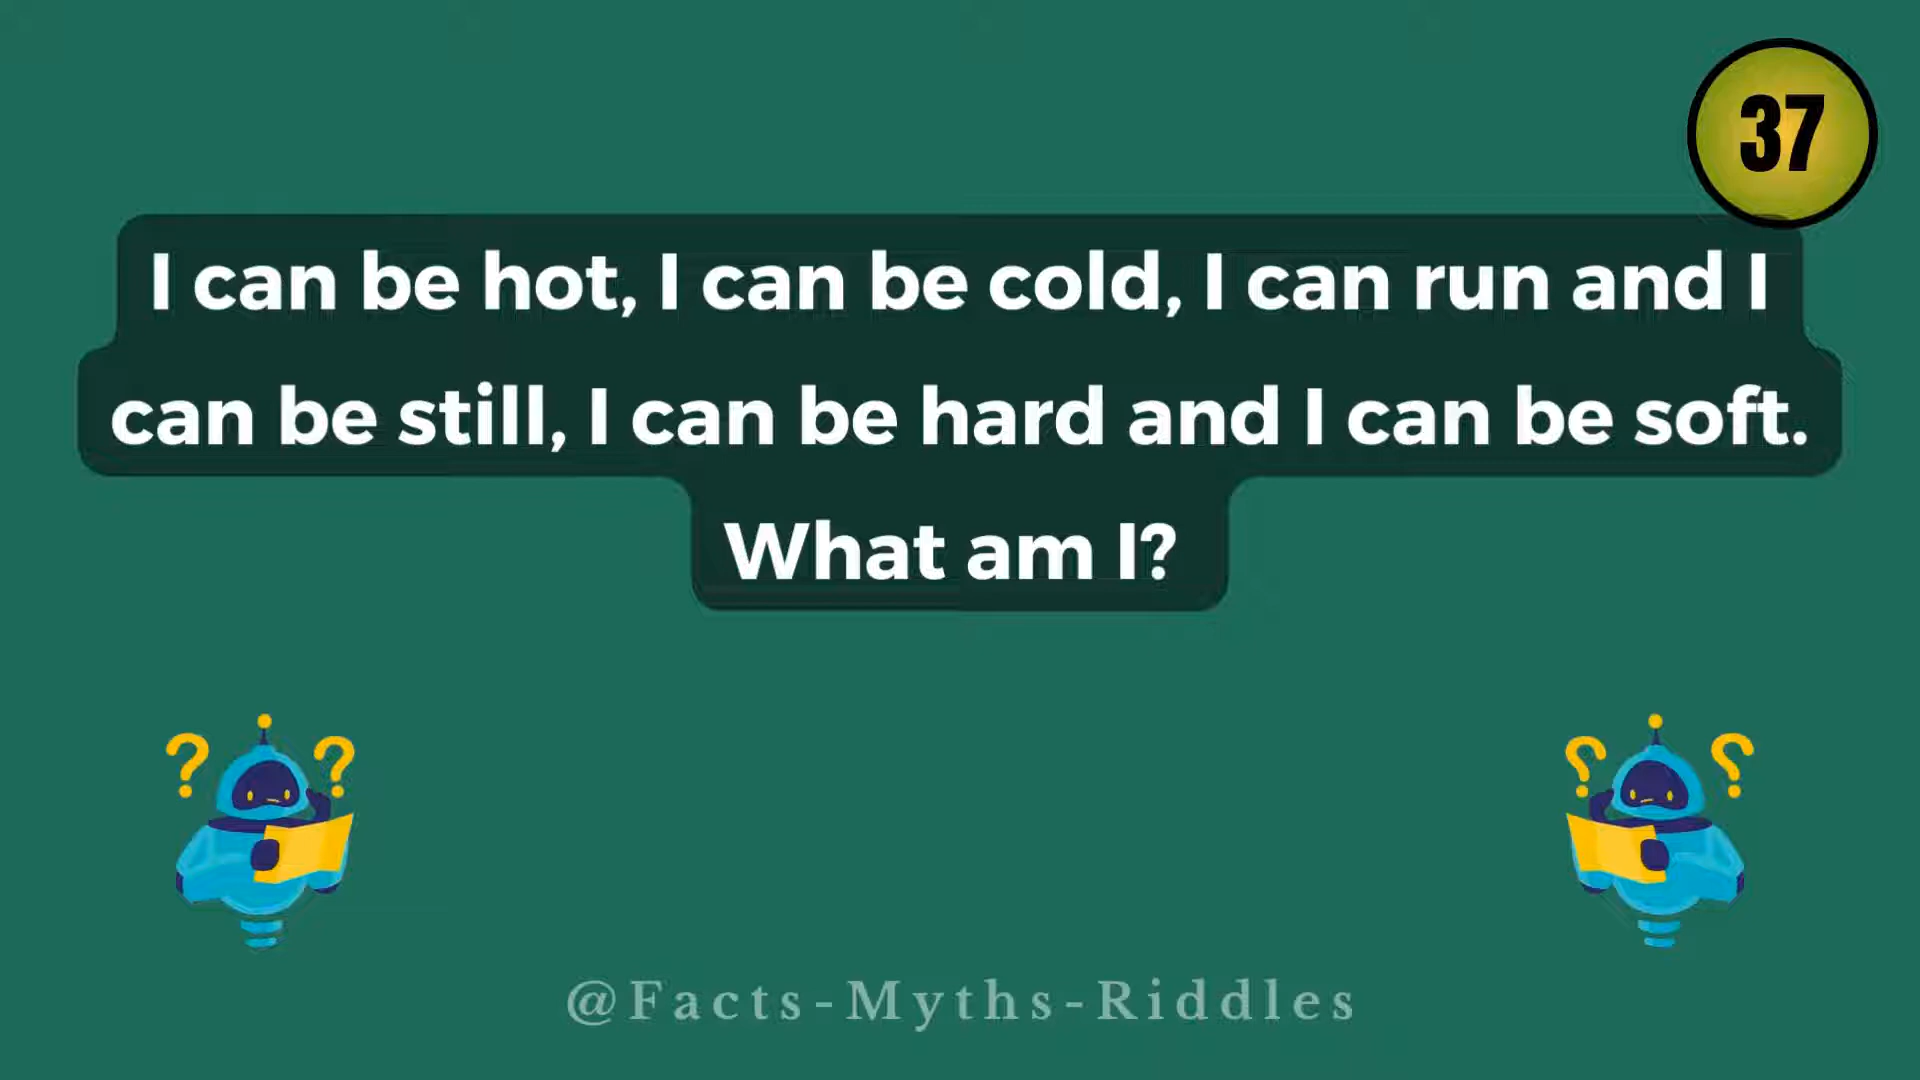 37
I can be hot, I can be cold, I can run and I
can be still, I can be hard and I can be soft.
What am I?
? ? ? ?
@Facts-Myths-Riddles